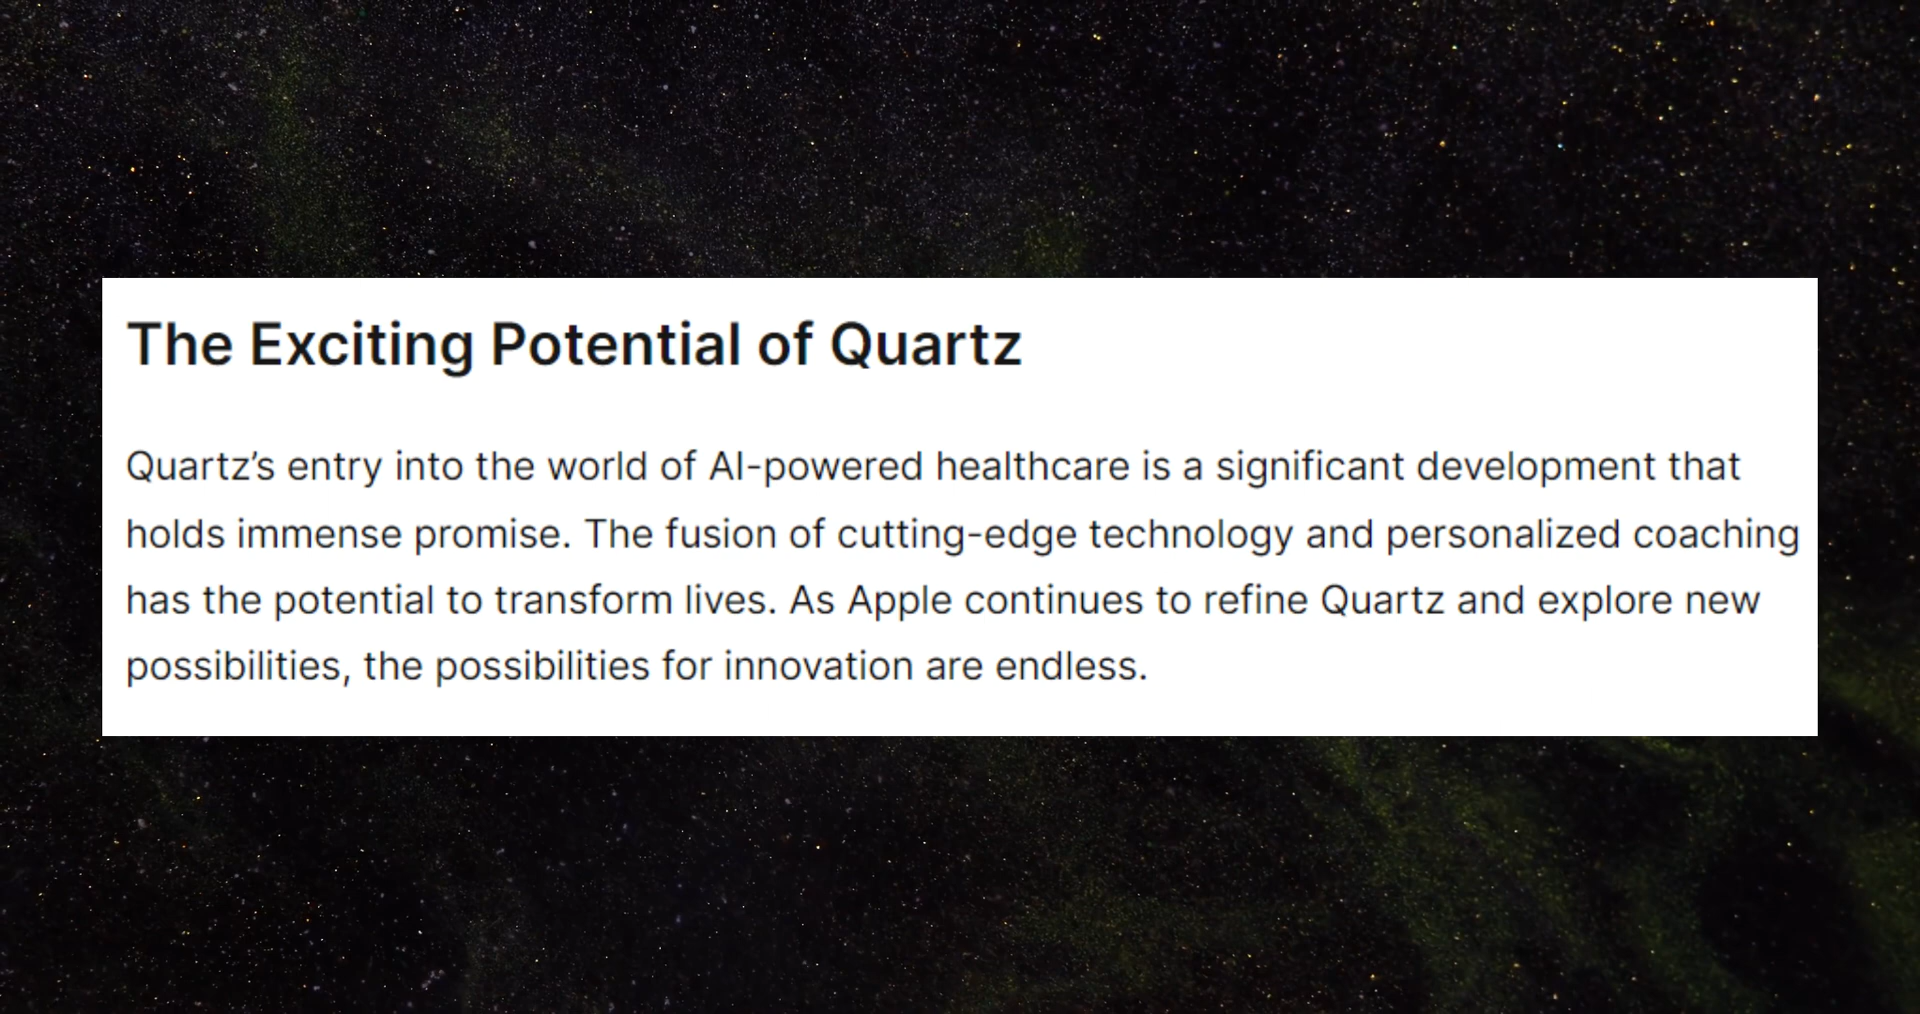 The Exciting Potential of Quartz
Quartz’s entry into the world of AI-powered healthcare is a significant development that
holds immense promise. The fusion of cutting-edge technology and personalized coaching
has the potential to transform lives. As Apple continues to refine Quartz and explore new
possibilities, the possibilities for innovation are endless.